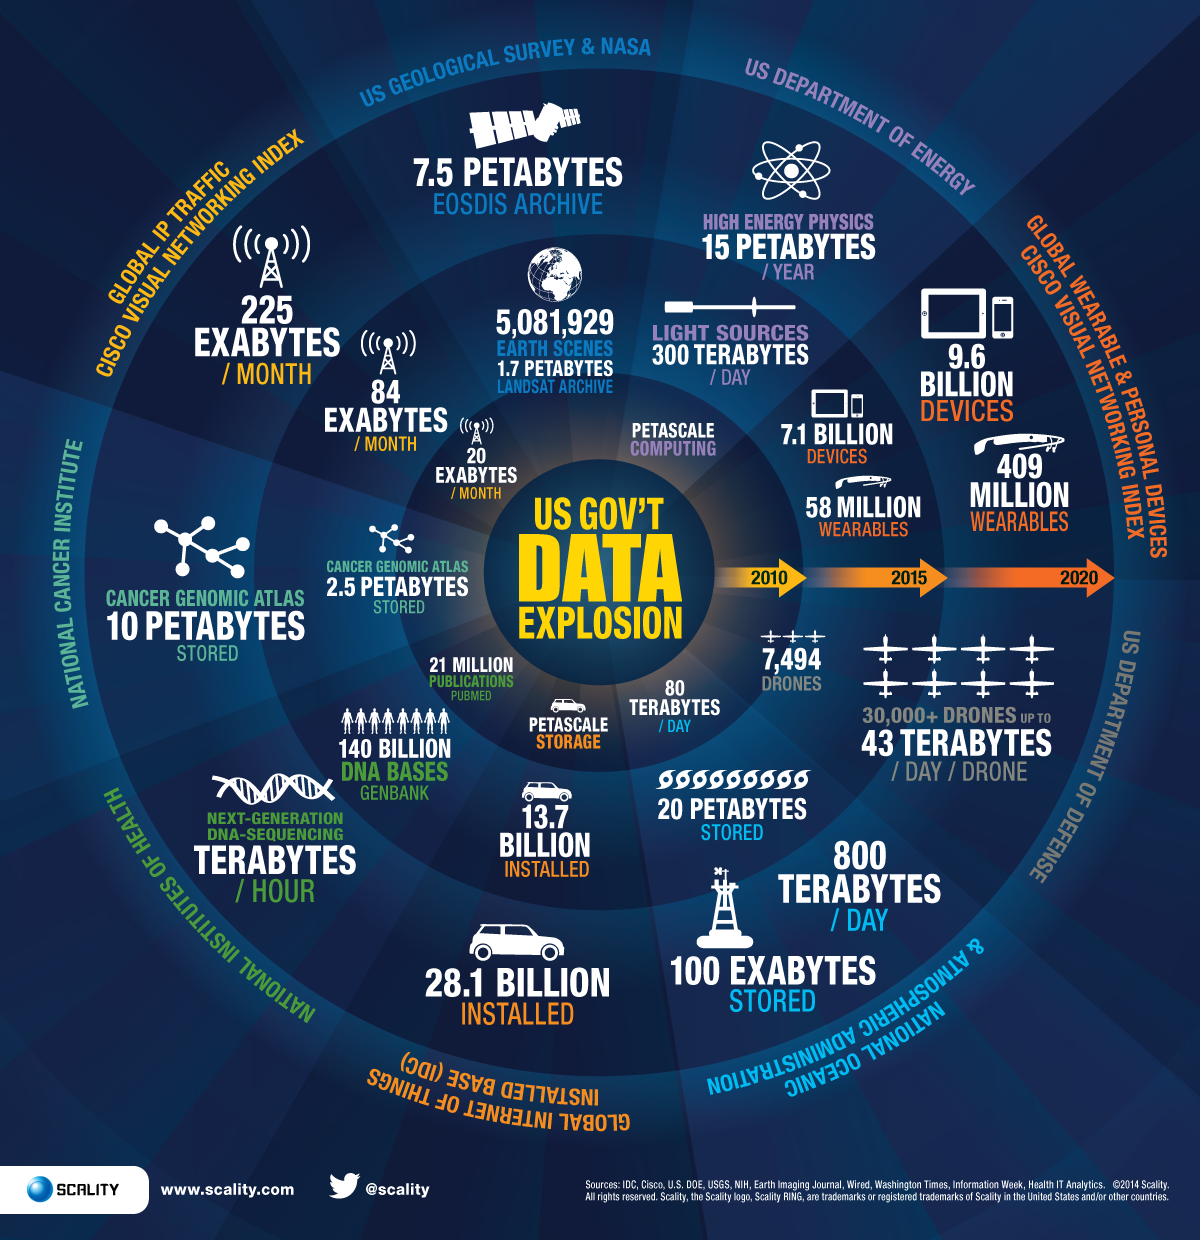 US GEOLOGICAL SURVEY & NASA
7.5 PETABYTES
EOSDIS ARCHIVE
5,081,929
EARTH SCENES
1.7 PETABYTES
LANDSAT ARCHIVE
US DEPARTMENT OF ENERGY
HIGH ENERGY PHYSICS
15 PETABYTES
/ YEAR
LIGHT SOURCES
300 TERABYTES
/ DAY
PETASCALE
COMPUTING
GLOBAL WEARABLE & PERSONAL DEVICES
CISCO VISUAL NETWORKING INDEX
9.6
BILLION
DEVICES
409
MILLION
WEARABLES
7.1 BILLION
DEVICES
58 MILLION
WEARABLES
GLOBAL IP TRAFFIC
CISCO VISUAL NETWORKING INDEX
225
EXABYTES
/ MONTH
84
EXABYTES
/ MONTH
20
EXABYTES
/ MONTH
US GOV'T
DATA
EXPLOSION
2010
2015
2020
NATIONAL CANCER INSTITUTE
CANCER GENOMIC ATLAS
10 PETABYTES
STORED
CANCER GENOMIC ATLAS
2.5 PETABYTES
STORED
US DEPARTMENT OF DEFENSE
7,494
DRONES
30,000+ DRONES UP TO
43 TERABYTES
/ DAY / DRONE
NATIONAL INSTITUTES OF HEALTH
21 MILLION
PUBLICATIONS
PUBMED
140 BILLION
DNA BASES
GENBANK
NEXT-GENERATION
DNA-SEQUENCING
TERABYTES
/ HOUR
PETASCALE
STORAGE
13.7
BILLION
INSTALLED
28.1 BILLION
INSTALLED
GLOBAL INTERNET OF THINGS
INSTALLED BASE (IDC)
80
TERABYTES
/ DAY
20 PETABYTES
STORED
800
TERABYTES
/ DAY
100 EXABYTES
STORED
NATIONAL OCEANIC
& ATMOSPHERIC ADMINISTRATION
SCALITY
www.scality.com
@scality
Sources: IDC, Cisco, U.S. DOE, USGS, NIH, Earth Imaging Journal, Wired, Washington Times, Information Week, Health IT Analytics. ©2014 Scality.
All rights reserved. Scality, the Scality logo, Scality RING, are trademarks or registered trademarks of Scality in the United States and/or other countries.